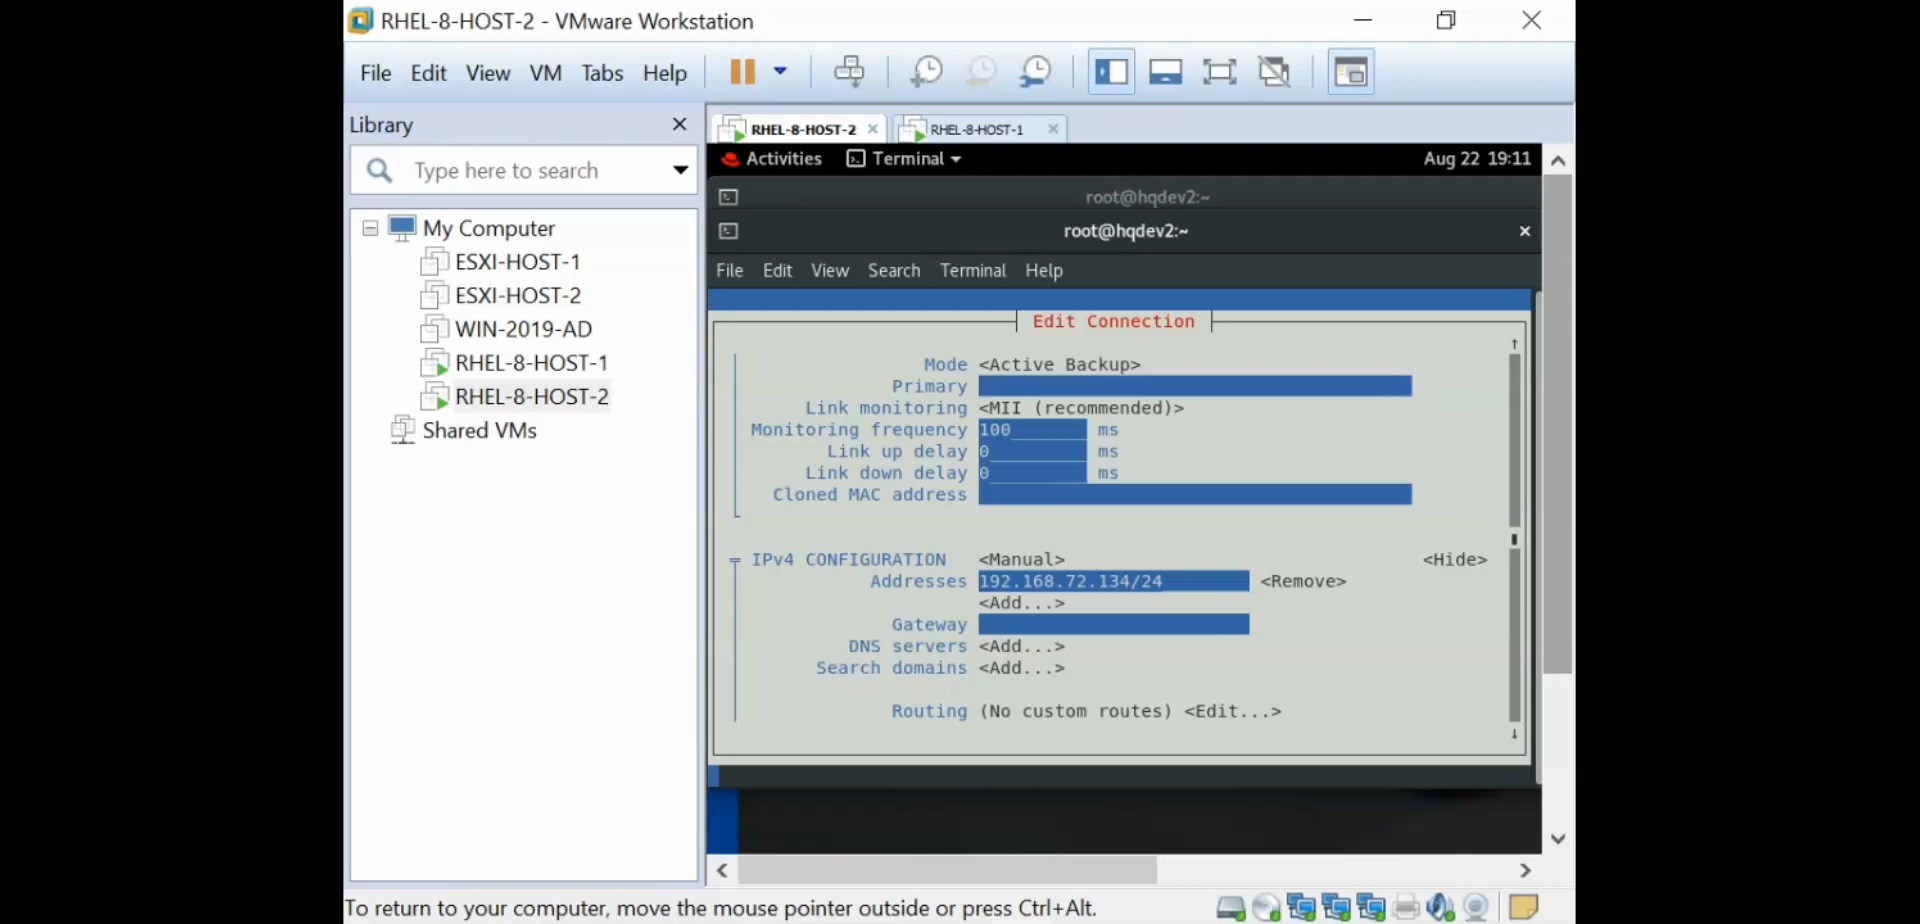 RHEL-8-HOST-2 - VMware Workstation
File Edit View VM Tabs Help
Library
Type here to search
My Computer
ESXI-HOST-1
ESXI-HOST-2
WIN-2019-AD
RHEL-8-HOST-1
RHEL-8-HOST-2
Shared VMs
RHEL-8-HOST-2 RHEL-8-HOST-1
Activities Terminal Aug 22 19:11
root@hqdev2:~
root@hqdev2:~
File Edit View Search Terminal Help
Edit Connection
Mode <Active Backup>
Primary
Link monitoring <MII (recommended)>
Monitoring frequency 100 ms
Link up delay 0 ms
Link down delay 0 ms
Cloned MAC address
IPv4 CONFIGURATION <Manual> <Hide>
Addresses 192.168.72.134/24 <Remove>
<Add...>
Gateway
DNS servers <Add...>
Search domains <Add...>
Routing (No custom routes) <Edit...>
To return to your computer, move the mouse pointer outside or press Ctrl+Alt.